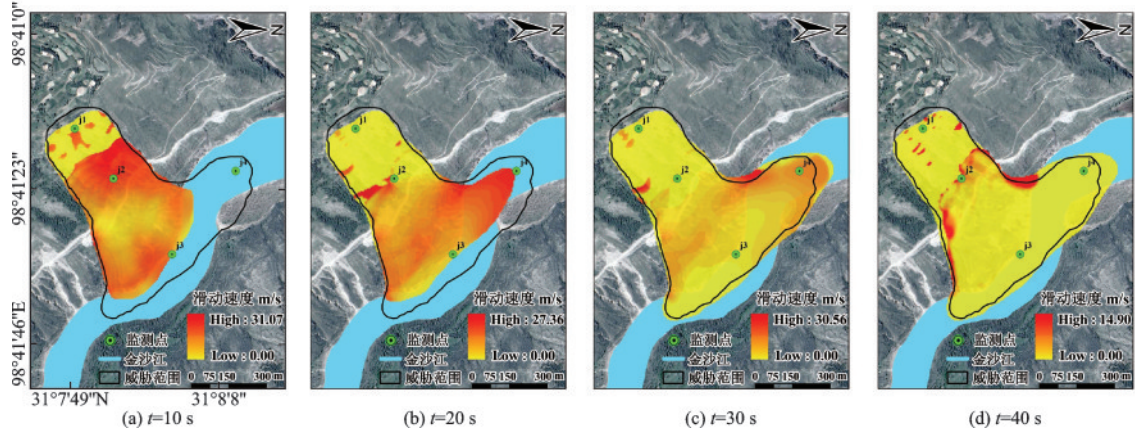 98°41'0"
98°41'23"
98°41'46"E
31°7'49"N
31°8'8"
N
j1
j2
j3
j4
滑动速度 m/s
High : 31.07
Low : 0.00
监测点
金沙江
威胁范围
0 75 150 300 m
(a) t=10 s
N
j1
j2
j3
j4
滑动速度 m/s
High : 27.36
Low : 0.00
监测点
金沙江
威胁范围
0 75 150 300 m
(b) t=20 s
N
j1
j2
j3
j4
滑动速度 m/s
High : 30.56
Low : 0.00
监测点
金沙江
威胁范围
0 75 150 300 m
(c) t=30 s
N
j1
j2
j3
j4
滑动速度 m/s
High : 14.90
Low : 0.00
监测点
金沙江
威胁范围
0 75 150 300 m
(d) t=40 s